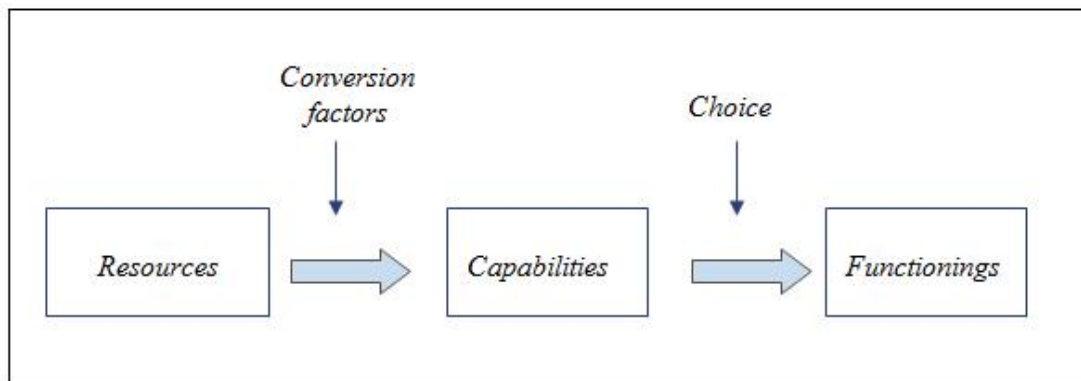 Conversion
factors
Choice
Resources
Capabilities
Functionings